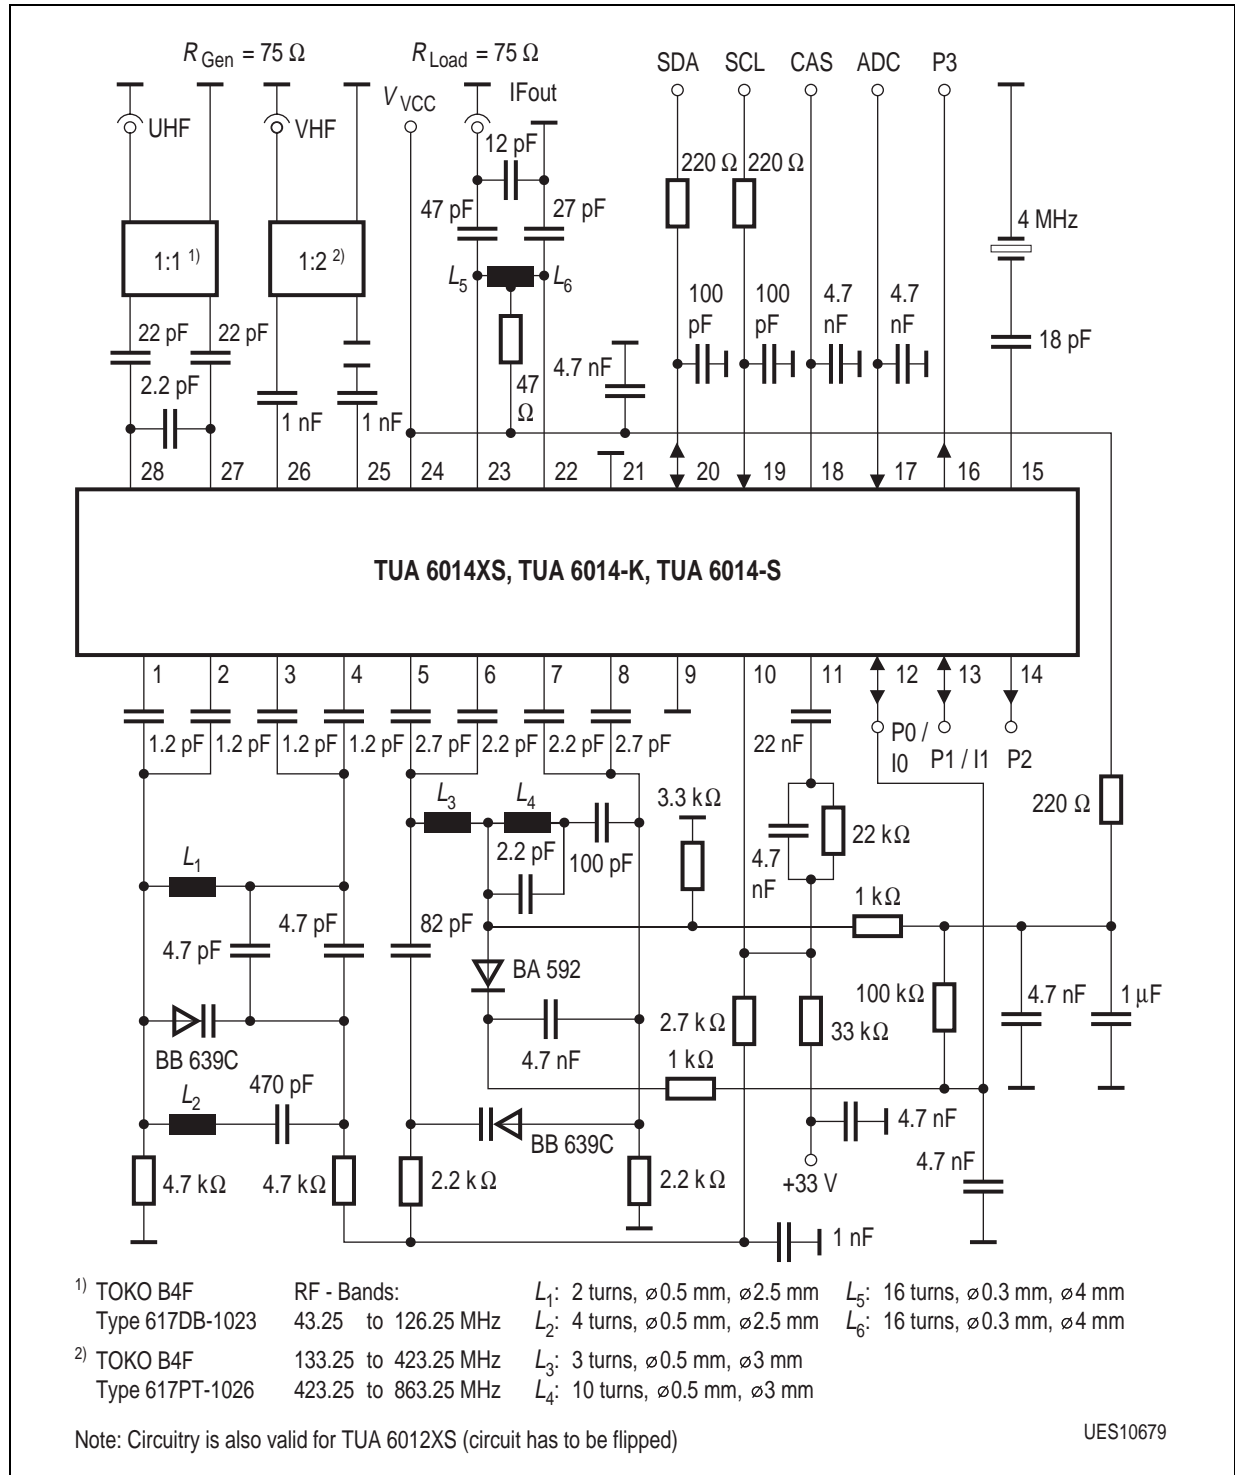 R Gen = 75 Ω
R Load = 75 Ω
SDA SCL CAS ADC P3
V VCC
IFout
UHF
VHF
12 pF
220 Ω 220 Ω
47 pF
27 pF
4 MHz
1:1 1)
1:2 2)
L5
L6
100 pF
100 pF
4.7 nF
4.7 nF
22 pF
22 pF
18 pF
4.7 nF
2.2 pF
47 Ω
1 nF
1 nF
28 27 26 25 24 23 22 21 20 19 18 17 16 15
TUA 6014XS, TUA 6014-K, TUA 6014-S
1 2 3 4 5 6 7 8 9 10 11 12 13 14
1.2 pF 1.2 pF 1.2 pF 1.2 pF 2.7 pF 2.2 pF 2.2 pF 2.7 pF
22 nF
P0 / I0
P1 / I1
P2
L3
L4
3.3 kΩ
220 Ω
22 kΩ
2.2 pF
100 pF
4.7 nF
L1
1 kΩ
4.7 pF
82 pF
4.7 pF
BA 592
100 kΩ
4.7 nF
1 µF
2.7 kΩ
33 kΩ
BB 639C
4.7 nF
1 kΩ
470 pF
L2
4.7 nF
BB 639C
4.7 nF
4.7 kΩ
4.7 kΩ
2.2 kΩ
2.2 kΩ
+33 V
1 nF
1) TOKO B4F RF - Bands: L1: 2 turns, ø0.5 mm, ø2.5 mm L5: 16 turns, ø0.3 mm, ø4 mm
Type 617DB-1023 43.25 to 126.25 MHz L2: 4 turns, ø0.5 mm, ø2.5 mm L6: 16 turns, ø0.3 mm, ø4 mm
2) TOKO B4F 133.25 to 423.25 MHz L3: 3 turns, ø0.5 mm, ø3 mm
Type 617PT-1026 423.25 to 863.25 MHz L4: 10 turns, ø0.5 mm, ø3 mm
Note: Circuitry is also valid for TUA 6012XS (circuit has to be flipped)
UES10679